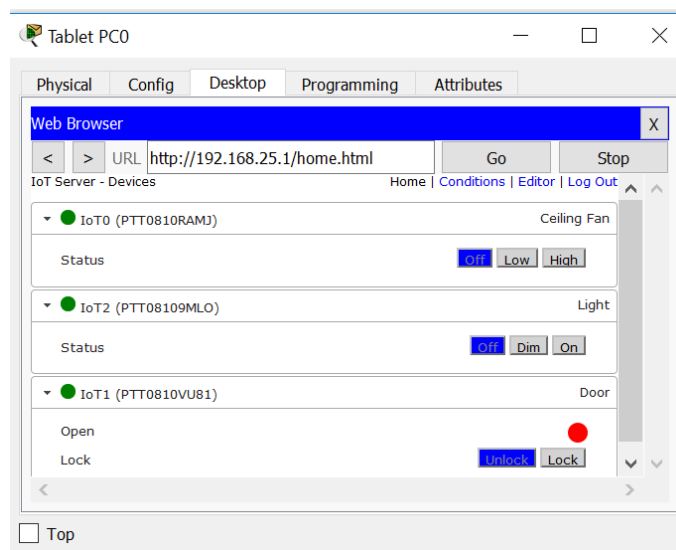 Tablet PC0
Physical Config Desktop Programming Attributes
Web Browser X
< > URL http://192.168.25.1/home.html Go Stop
IoT Server - Devices Home | Conditions | Editor | Log Out
IoT0 (PTT0810RAMJ) Ceiling Fan
Status Off Low High
IoT2 (PTT08109MLO) Light
Status Off Dim On
IoT1 (PTT0810VU81) Door
Open
Lock Unlock Lock
Top